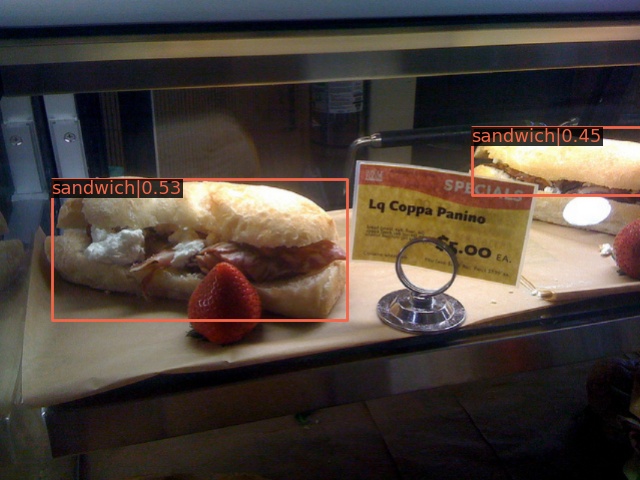 sandwich|0.45
sandwich|0.53
SPECIALS
Lq Coppa Panino
$5.00 EA.